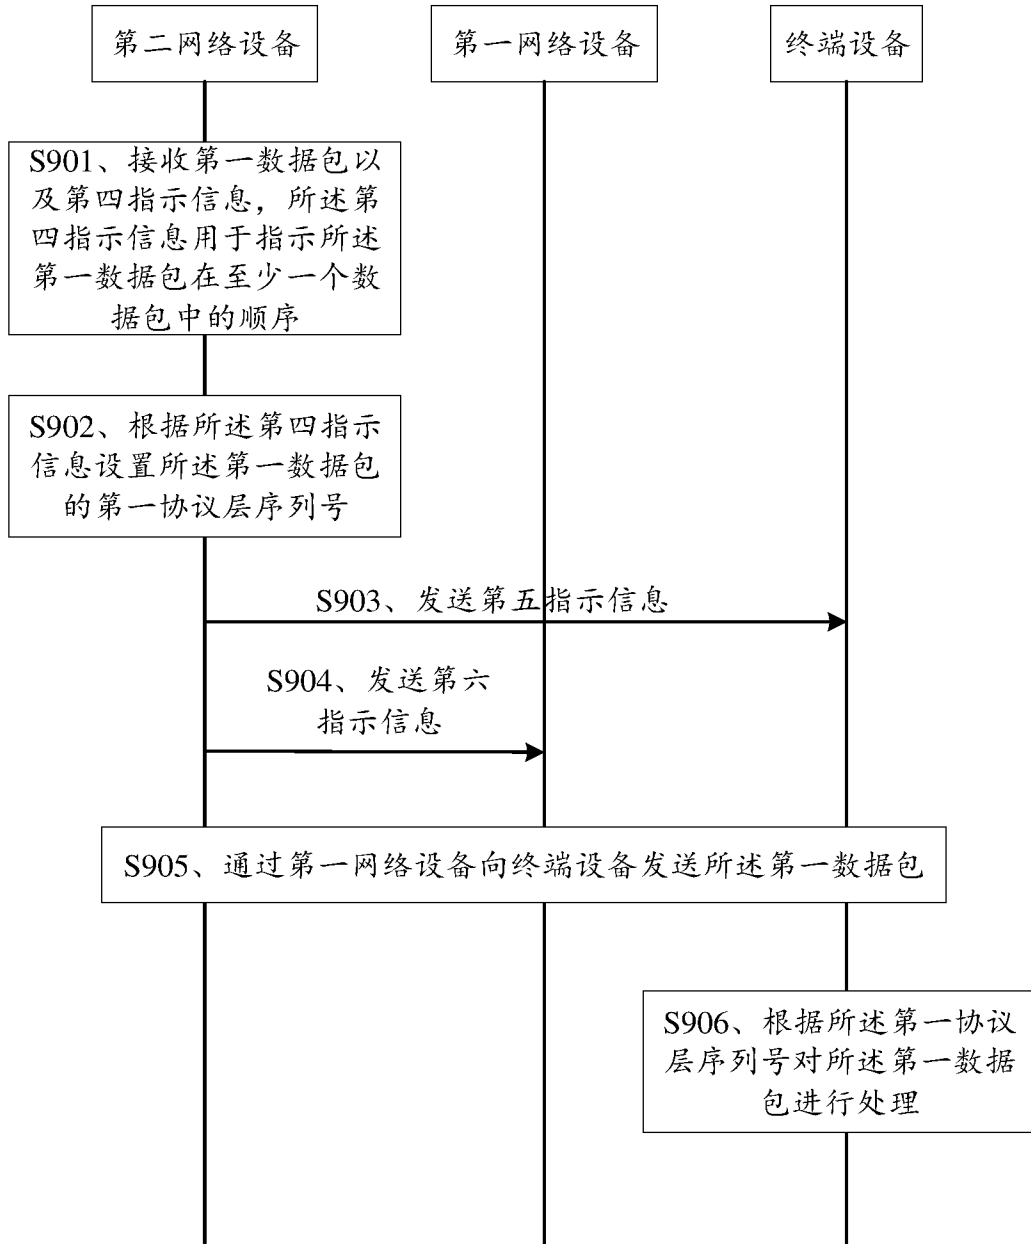 第二网络设备
第一网络设备
终端设备
S901、接收第一数据包以
及第四指示信息，所述第
四指示信息用于指示所述
第一数据包在至少一个数
据包中的顺序
S902、根据所述第四指示
信息设置所述第一数据包
的第一协议层序列号
S903、发送第五指示信息
S904、发送第六
指示信息
S905、通过第一网络设备向终端设备发送所述第一数据包
S906、根据所述第一协议
层序列号对所述第一数据
包进行处理